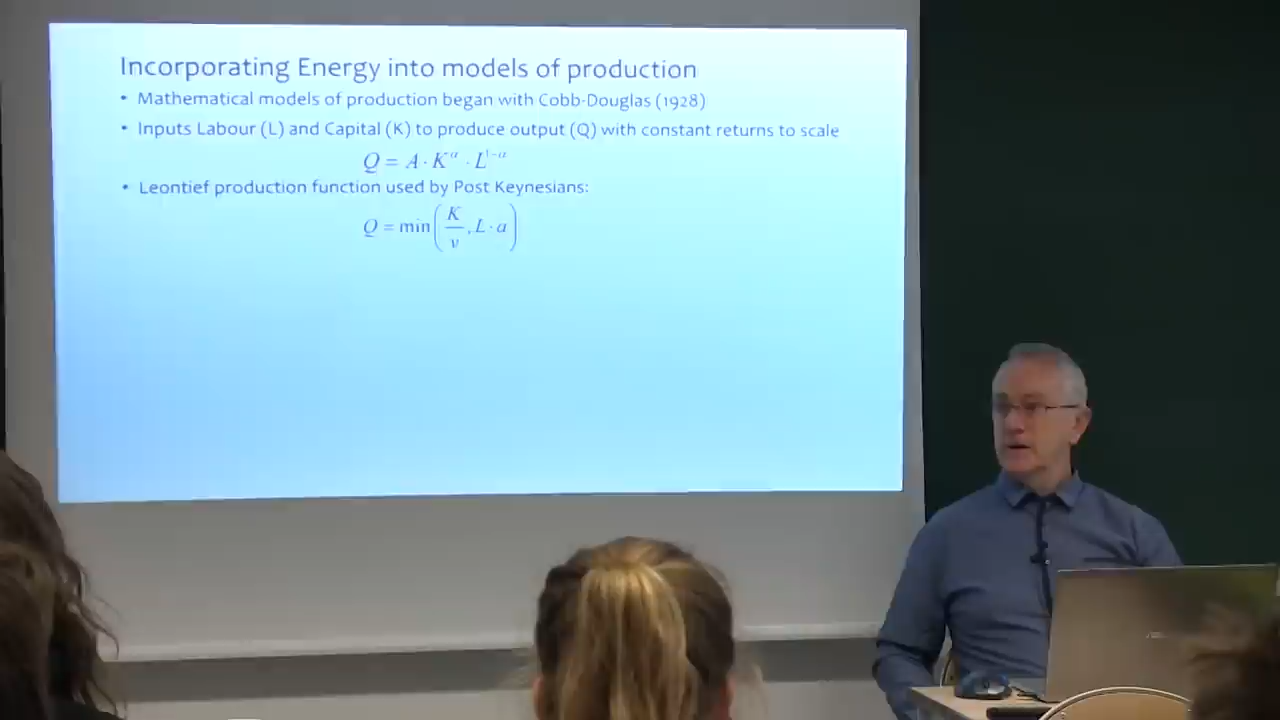 Incorporating Energy into models of production
• Mathematical models of production began with Cobb-Douglas (1928)
• Inputs Labour (L) and Capital (K) to produce output (Q) with constant returns to scale
Q = A · K^α · L^{1-α}
• Leontief production function used by Post Keynesians:
Q = min(K/v, L · a)